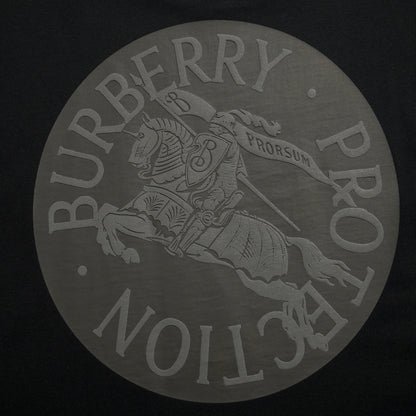 BURBERRY · PROTECTION ·
B
PRORSUM
B